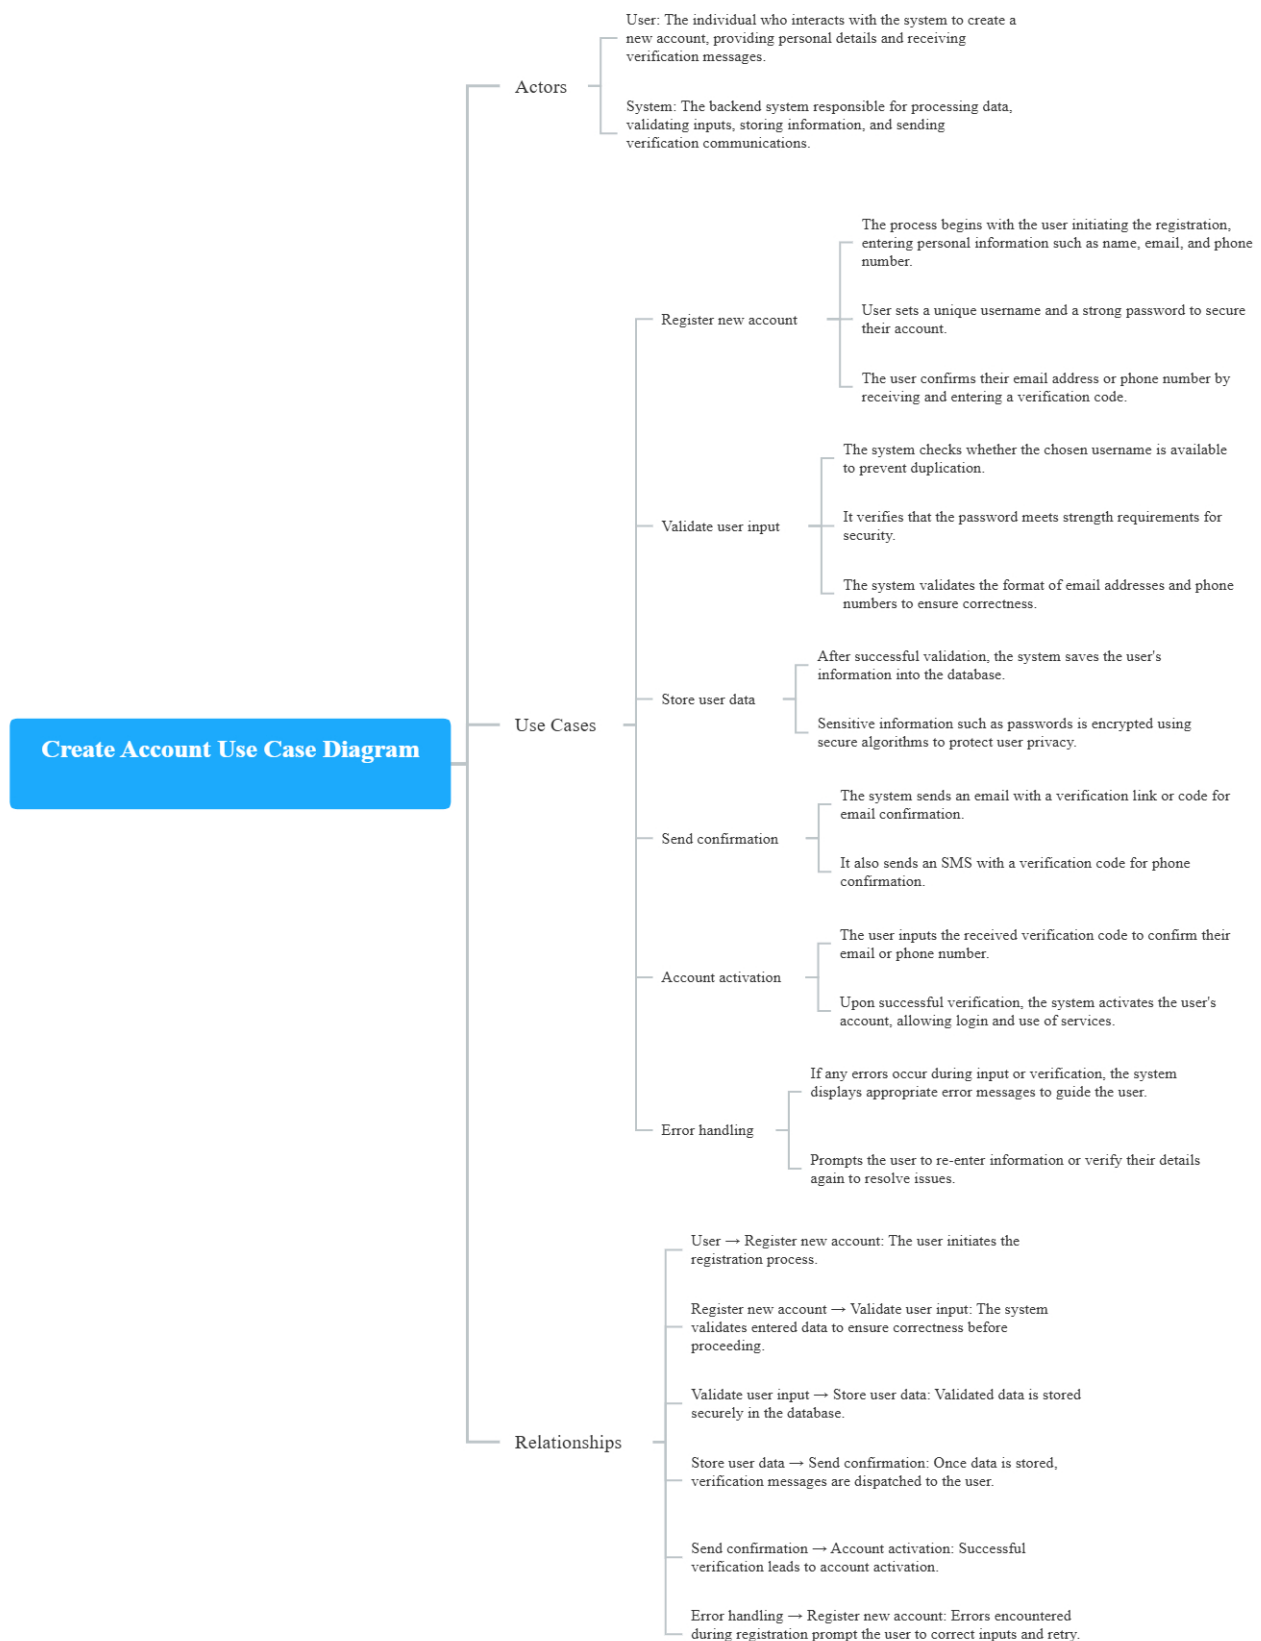 Create Account Use Case Diagram
Actors
User: The individual who interacts with the system to create a
new account, providing personal details and receiving
verification messages.
System: The backend system responsible for processing data,
validating inputs, storing information, and sending
verification communications.
Use Cases
Register new account
The process begins with the user initiating the registration,
entering personal information such as name, email, and phone
number.
User sets a unique username and a strong password to secure
their account.
The user confirms their email address or phone number by
receiving and entering a verification code.
Validate user input
The system checks whether the chosen username is available
to prevent duplication.
It verifies that the password meets strength requirements for
security.
The system validates the format of email addresses and phone
numbers to ensure correctness.
Store user data
After successful validation, the system saves the user's
information into the database.
Sensitive information such as passwords is encrypted using
secure algorithms to protect user privacy.
Send confirmation
The system sends an email with a verification link or code for
email confirmation.
It also sends an SMS with a verification code for phone
confirmation.
Account activation
The user inputs the received verification code to confirm their
email or phone number.
Upon successful verification, the system activates the user's
account, allowing login and use of services.
Error handling
If any errors occur during input or verification, the system
displays appropriate error messages to guide the user.
Prompts the user to re-enter information or verify their details
again to resolve issues.
Relationships
User → Register new account: The user initiates the
registration process.
Register new account → Validate user input: The system
validates entered data to ensure correctness before
proceeding.
Validate user input → Store user data: Validated data is stored
securely in the database.
Store user data → Send confirmation: Once data is stored,
verification messages are dispatched to the user.
Send confirmation → Account activation: Successful
verification leads to account activation.
Error handling → Register new account: Errors encountered
during registration prompt the user to correct inputs and retry.